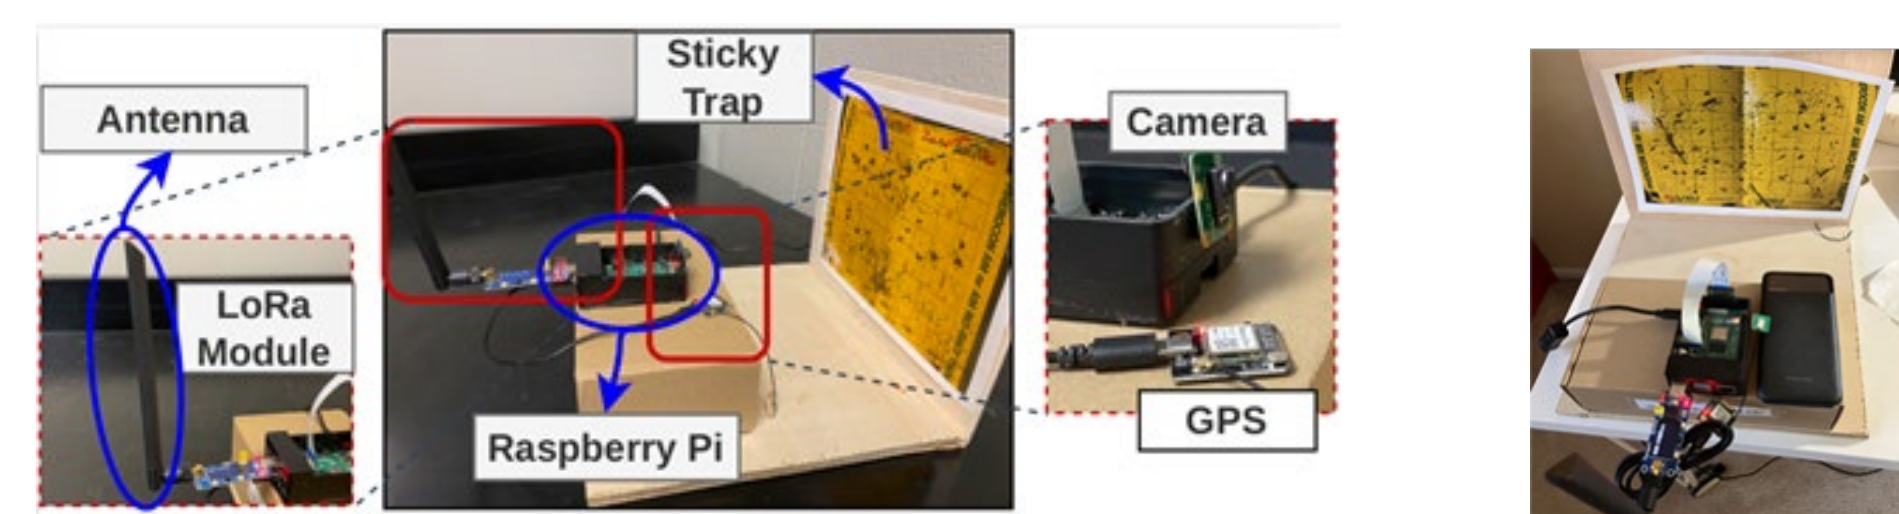 Antenna
LoRa
Module
Sticky
Trap
Raspberry Pi
Camera
GPS